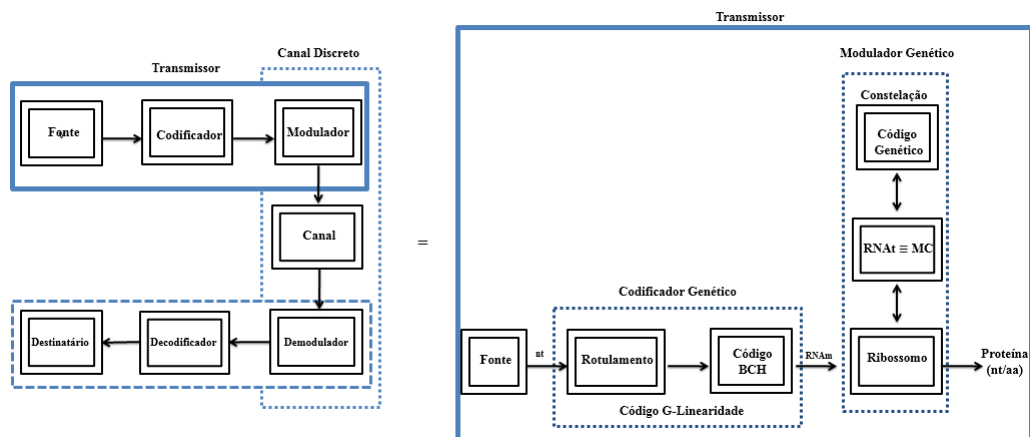 Canal Discreto
Transmissor
Fonte
Codificador
Modulador
Canal
Destinatário
Decodificador
Demodulador
=
Transmissor
Modulador Genético
Constelação
Código
Genético
RNAt ≡ MC
Codificador Genético
Fonte
nt
Rotulamento
Código
BCH
RNAm
Ribossomo
Proteína
(nt/aa)
Código G-Linearidade